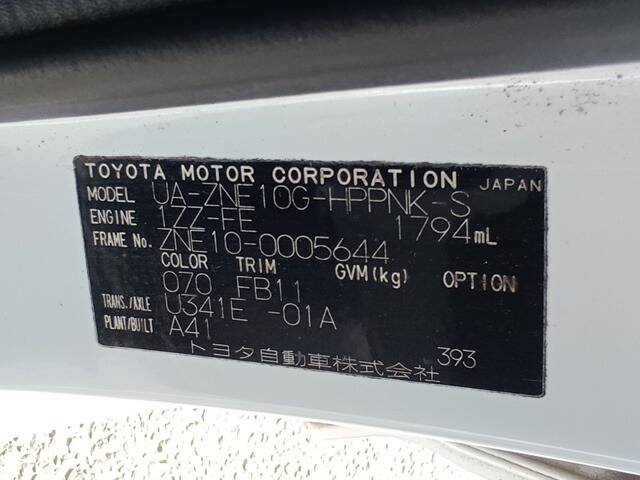 TOYOTA MOTOR CORPORATION JAPAN
MODEL UA-ZNE10G-HPPNK-S
ENGINE 1ZZ-FE 1794mL
FRAME No. ZNE10-0005644
COLOR TRIM GVM(kg) OPTION
070 FB11
TRANS./AXLE U341E -01A
PLANT/BUILT A41
トヨタ自動車株式会社 393